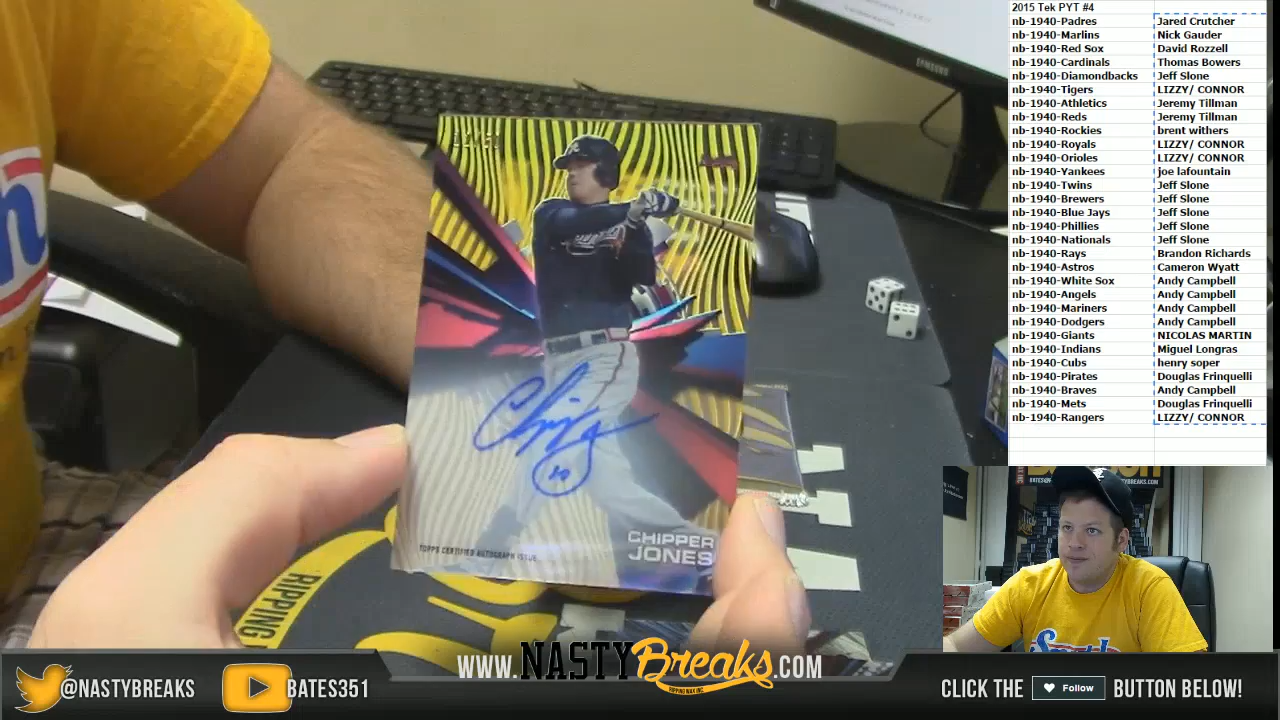 2015 Tek PYT #4
nb-1940-Padres Jared Crutcher
nb-1940-Marlins Nick Gauder
nb-1940-Red Sox David Rozzell
nb-1940-Cardinals Thomas Bowers
nb-1940-Diamondbacks Jeff Slone
nb-1940-Tigers LIZZY/ CONNOR
nb-1940-Athletics Jeremy Tillman
nb-1940-Reds Jeremy Tillman
nb-1940-Rockies brent withers
nb-1940-Royals LIZZY/ CONNOR
nb-1940-Orioles LIZZY/ CONNOR
nb-1940-Yankees joe lafountain
nb-1940-Twins Jeff Slone
nb-1940-Brewers Jeff Slone
nb-1940-Blue Jays Jeff Slone
nb-1940-Phillies Jeff Slone
nb-1940-Nationals Jeff Slone
nb-1940-Rays Brandon Richards
nb-1940-Astros Cameron Wyatt
nb-1940-White Sox Andy Campbell
nb-1940-Angels Andy Campbell
nb-1940-Mariners Andy Campbell
nb-1940-Dodgers Andy Campbell
nb-1940-Giants NICOLAS MARTIN
nb-1940-Indians Miguel Longras
nb-1940-Cubs henry soper
nb-1940-Pirates Douglas Frinquelli
nb-1940-Braves Andy Campbell
nb-1940-Mets Douglas Frinquelli
nb-1940-Rangers LIZZY/ CONNOR
SAMSUNG
TOPPS CERTIFIED AUTOGRAPH ISSUE
CHIPPER
JONES
RIPPING
@NASTYBREAKS
BATES351
WWW.NASTYBreaks.COM
RIPPING WAX INC.
CLICK THE Follow BUTTON BELOW!